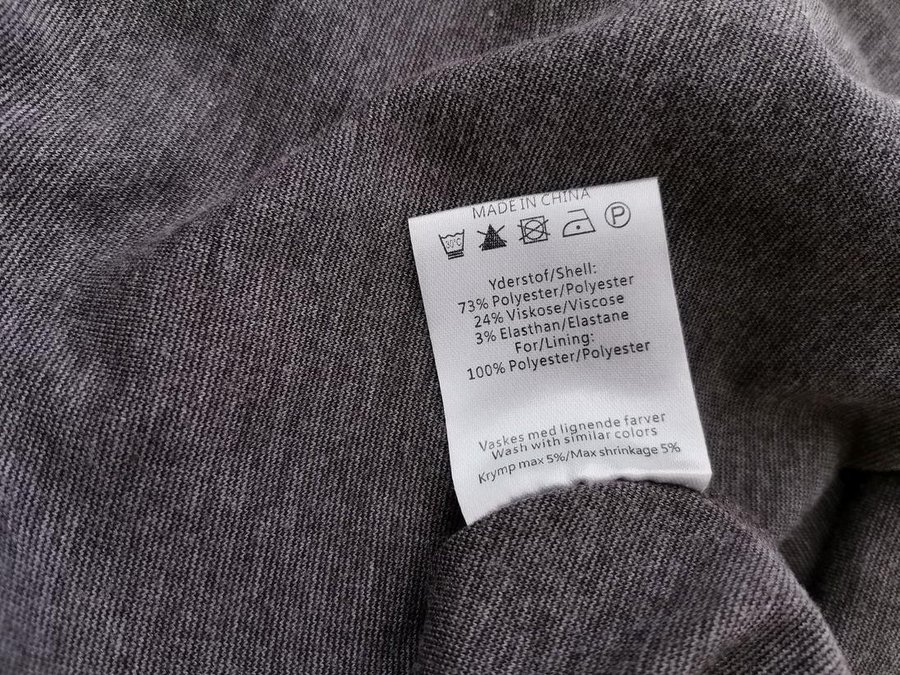 MADE IN CHINA
30°C
P
Yderstof/Shell:
73% Polyester/Polyester
24% Viskose/Viscose
3% Elasthan/Elastane
For/Lining:
100% Polyester/Polyester
Vaskes med lignende farver
Wash with similar colors
Krymp max 5%/Max shrinkage 5%